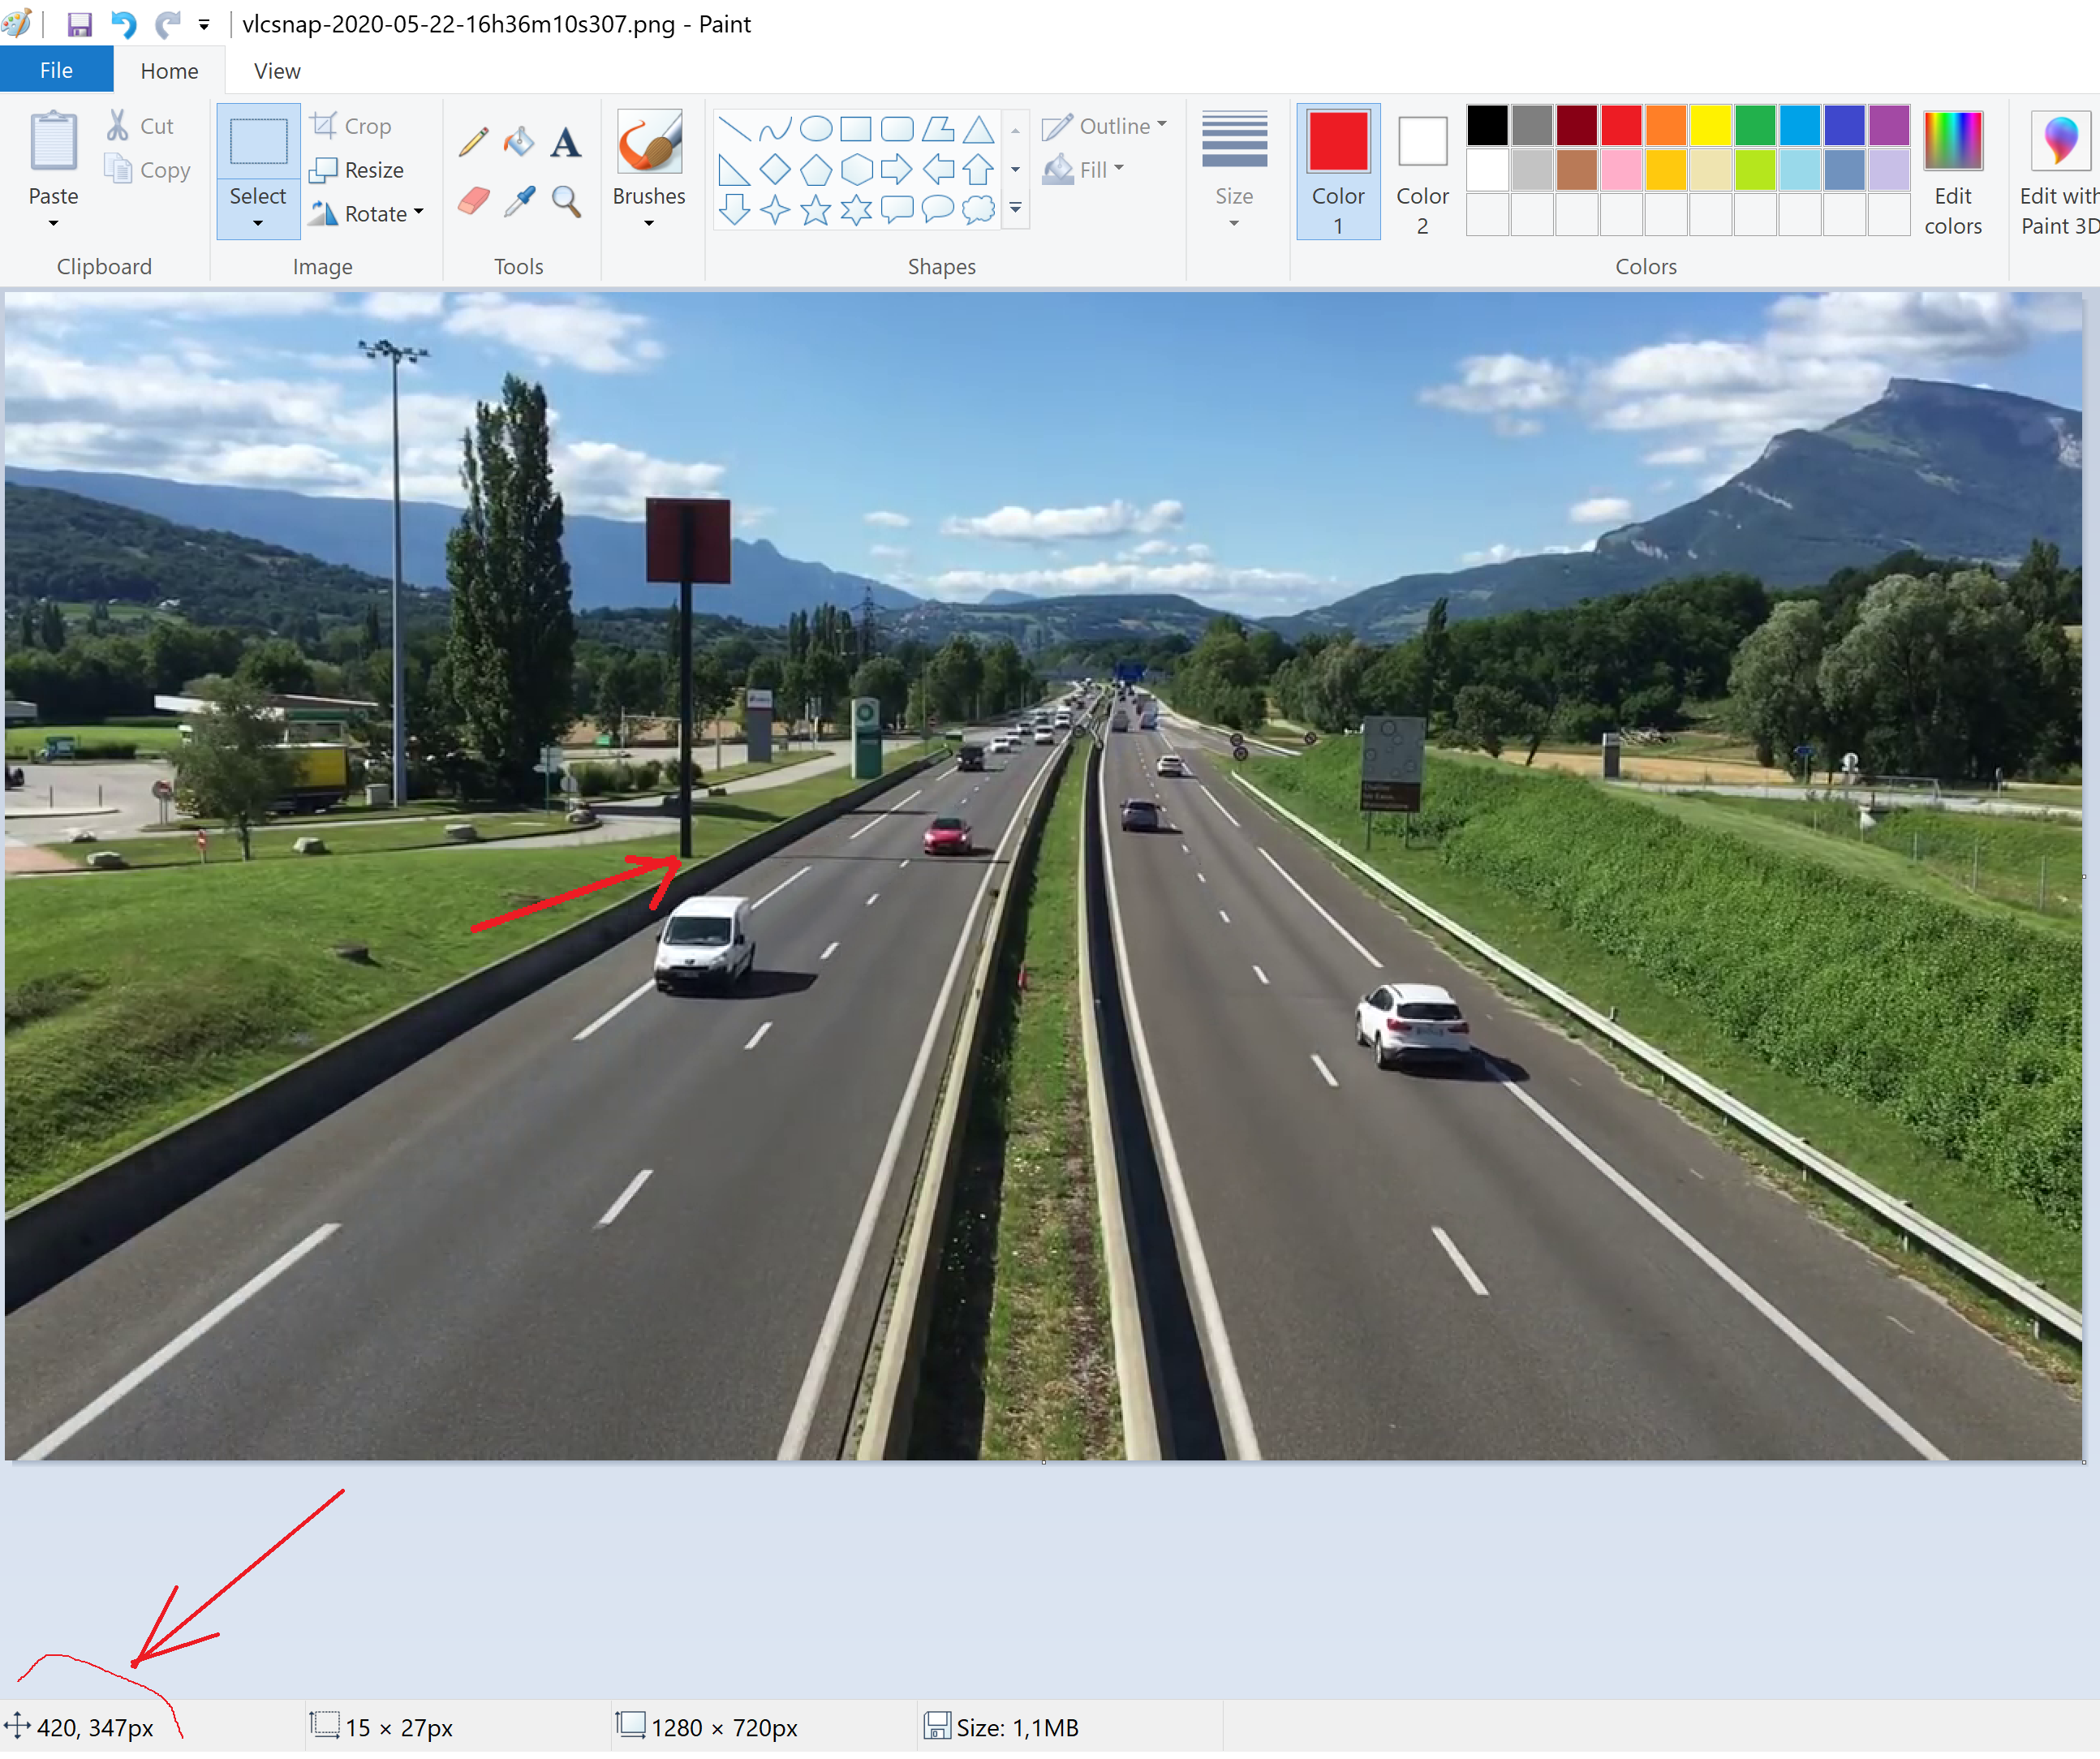 vlcsnap-2020-05-22-16h36m10s307.png - Paint
File Home View
Paste
Cut
Copy
Clipboard
Select
Crop
Resize
Rotate
Image
A
Tools
Brushes
Shapes
Outline
Fill
Size
Color 1
Color 2
Edit colors
Colors
Edit with
Paint 3D
420, 347px 15 × 27px 1280 × 720px Size: 1,1MB